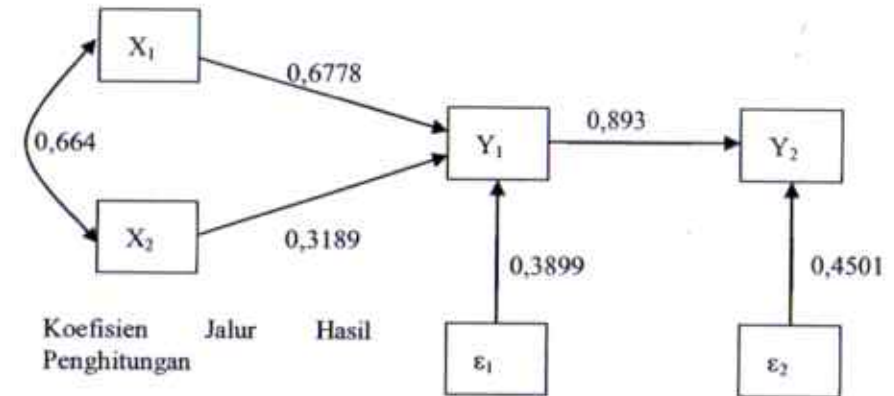 X₁
0,6778
0,664
Y₁
0,893
Y₂
X₂
0,3189
0,3899
0,4501
Koefisien Jalur Hasil
Penghitungan
ε₁
ε₂